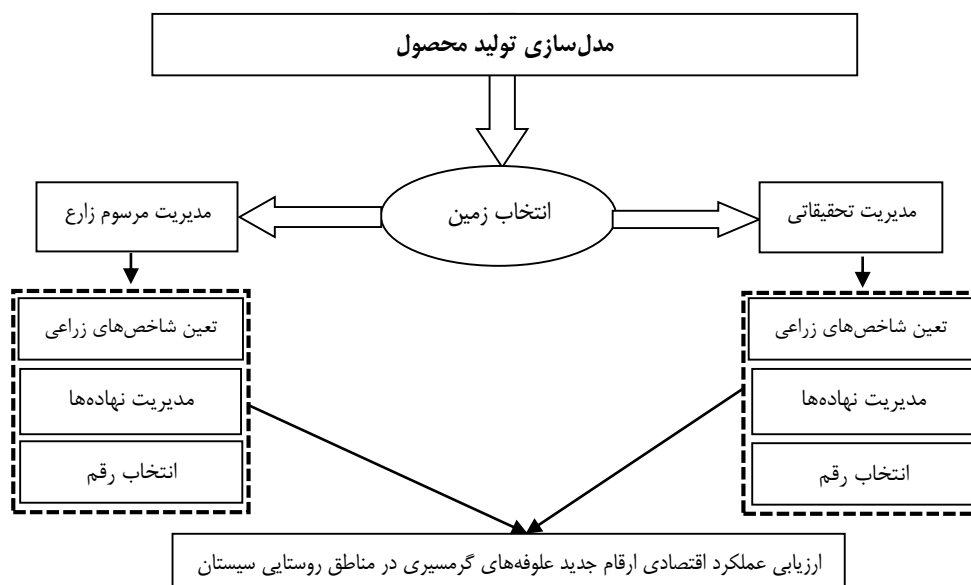 مدل‌سازی تولید محصول
انتخاب زمین
مدیریت تحقیقاتی
مدیریت مرسوم زارع
تعین شاخص‌های زراعی
مدیریت نهاده‌ها
انتخاب رقم
تعین شاخص‌های زراعی
مدیریت نهاده‌ها
انتخاب رقم
ارزیابی عملکرد اقتصادی ارقام جدید علوفه‌های گرمسیری در مناطق روستایی سیستان